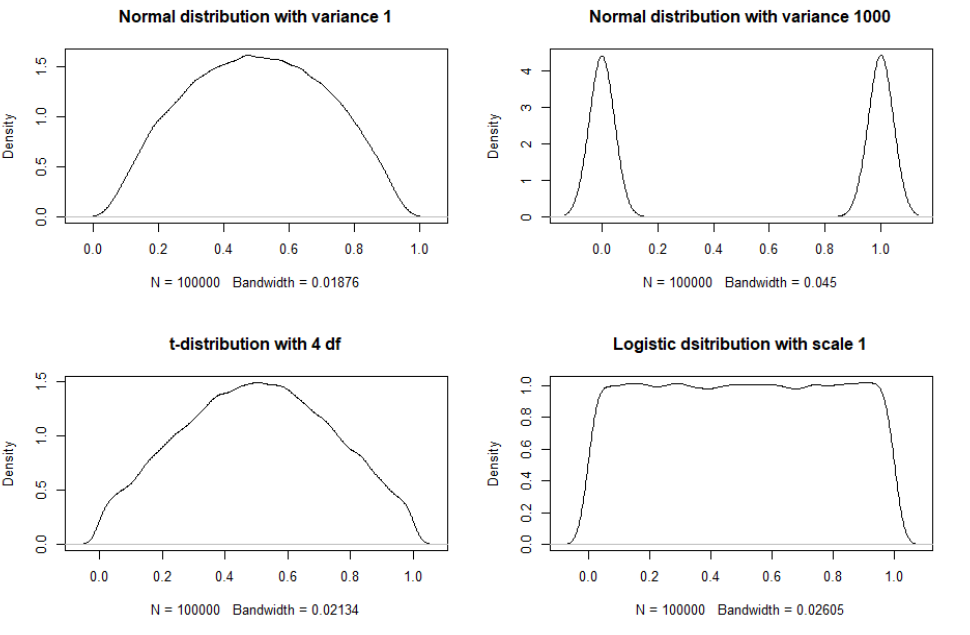 Normal distribution with variance 1
Density
0.0 0.5 1.0 1.5
0.0 0.2 0.4 0.6 0.8 1.0
N = 100000 Bandwidth = 0.01876
Normal distribution with variance 1000
Density
0 1 2 3 4
0.0 0.2 0.4 0.6 0.8 1.0
N = 100000 Bandwidth = 0.045
t-distribution with 4 df
Density
0.0 0.5 1.0 1.5
0.0 0.2 0.4 0.6 0.8 1.0
N = 100000 Bandwidth = 0.02134
Logistic dsitribution with scale 1
Density
0.0 0.2 0.4 0.6 0.8 1.0
0.0 0.2 0.4 0.6 0.8 1.0
N = 100000 Bandwidth = 0.02605